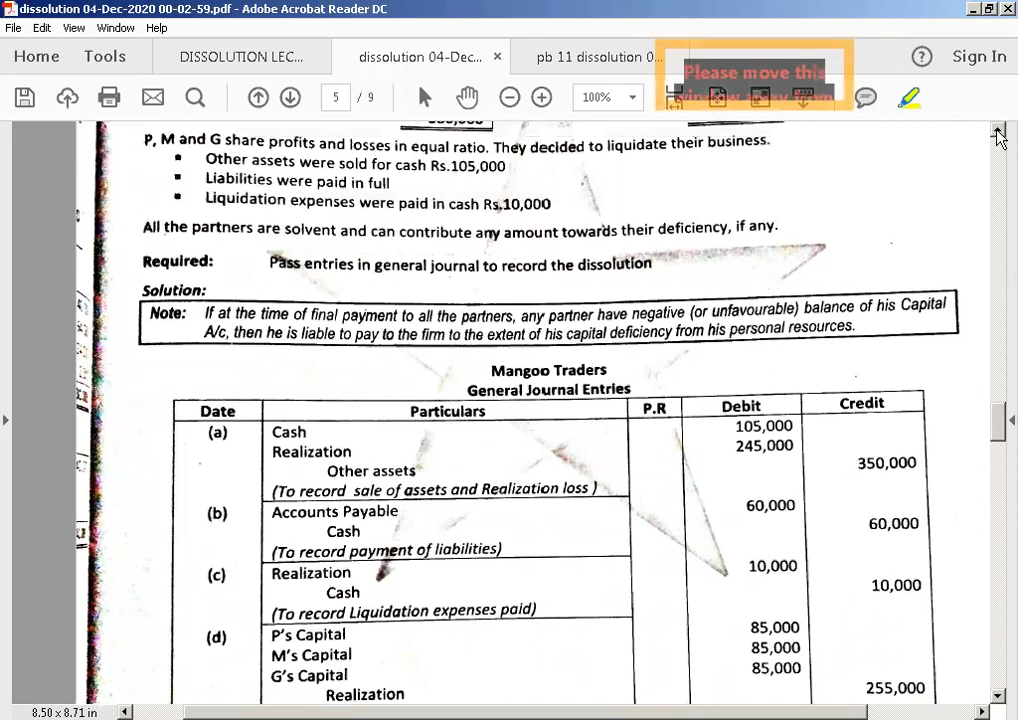 dissolution 04-Dec-2020 00-02-59.pdf - Adobe Acrobat Reader DC
File Edit View Window Help
Home Tools DISSOLUTION LEC... dissolution 04-Dec... × pb 11 dissolution 0... Sign In
Please move this
window away from
5 / 9 100%
P, M and G share profits and losses in equal ratio. They decided to liquidate their business.
▪ Other assets were sold for cash Rs.105,000
▪ Liabilities were paid in full
▪ Liquidation expenses were paid in cash Rs.10,000
All the partners are solvent and can contribute any amount towards their deficiency, if any.
Required: Pass entries in general journal to record the dissolution
Solution:
Note: If at the time of final payment to all the partners, any partner have negative (or unfavourable) balance of his Capital
A/c, then he is liable to pay to the firm to the extent of his capital deficiency from his personal resources.
Mangoo Traders
General Journal Entries
Date Particulars P.R Debit Credit
(a) Cash 105,000
Realization 245,000
Other assets 350,000
(To record sale of assets and Realization loss )
(b) Accounts Payable 60,000
Cash 60,000
(To record payment of liabilities)
(c) Realization 10,000
Cash 10,000
(To record Liquidation expenses paid)
(d) P's Capital 85,000
M's Capital 85,000
G's Capital 85,000
Realization 255,000
8.50 x 8.71 in